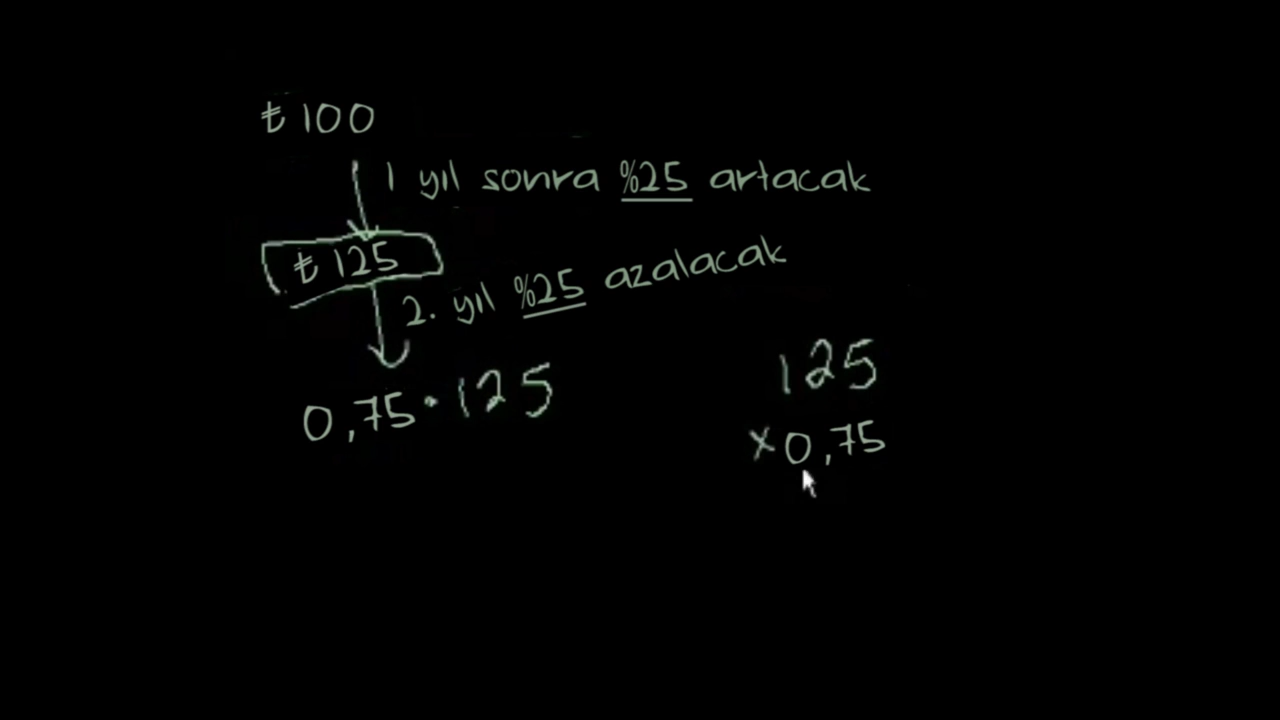 ₺ 100
1 yıl sonra %25 artacak
₺ 125
2. yıl %25 azalacak
0,75 · 125
125
x 0,75